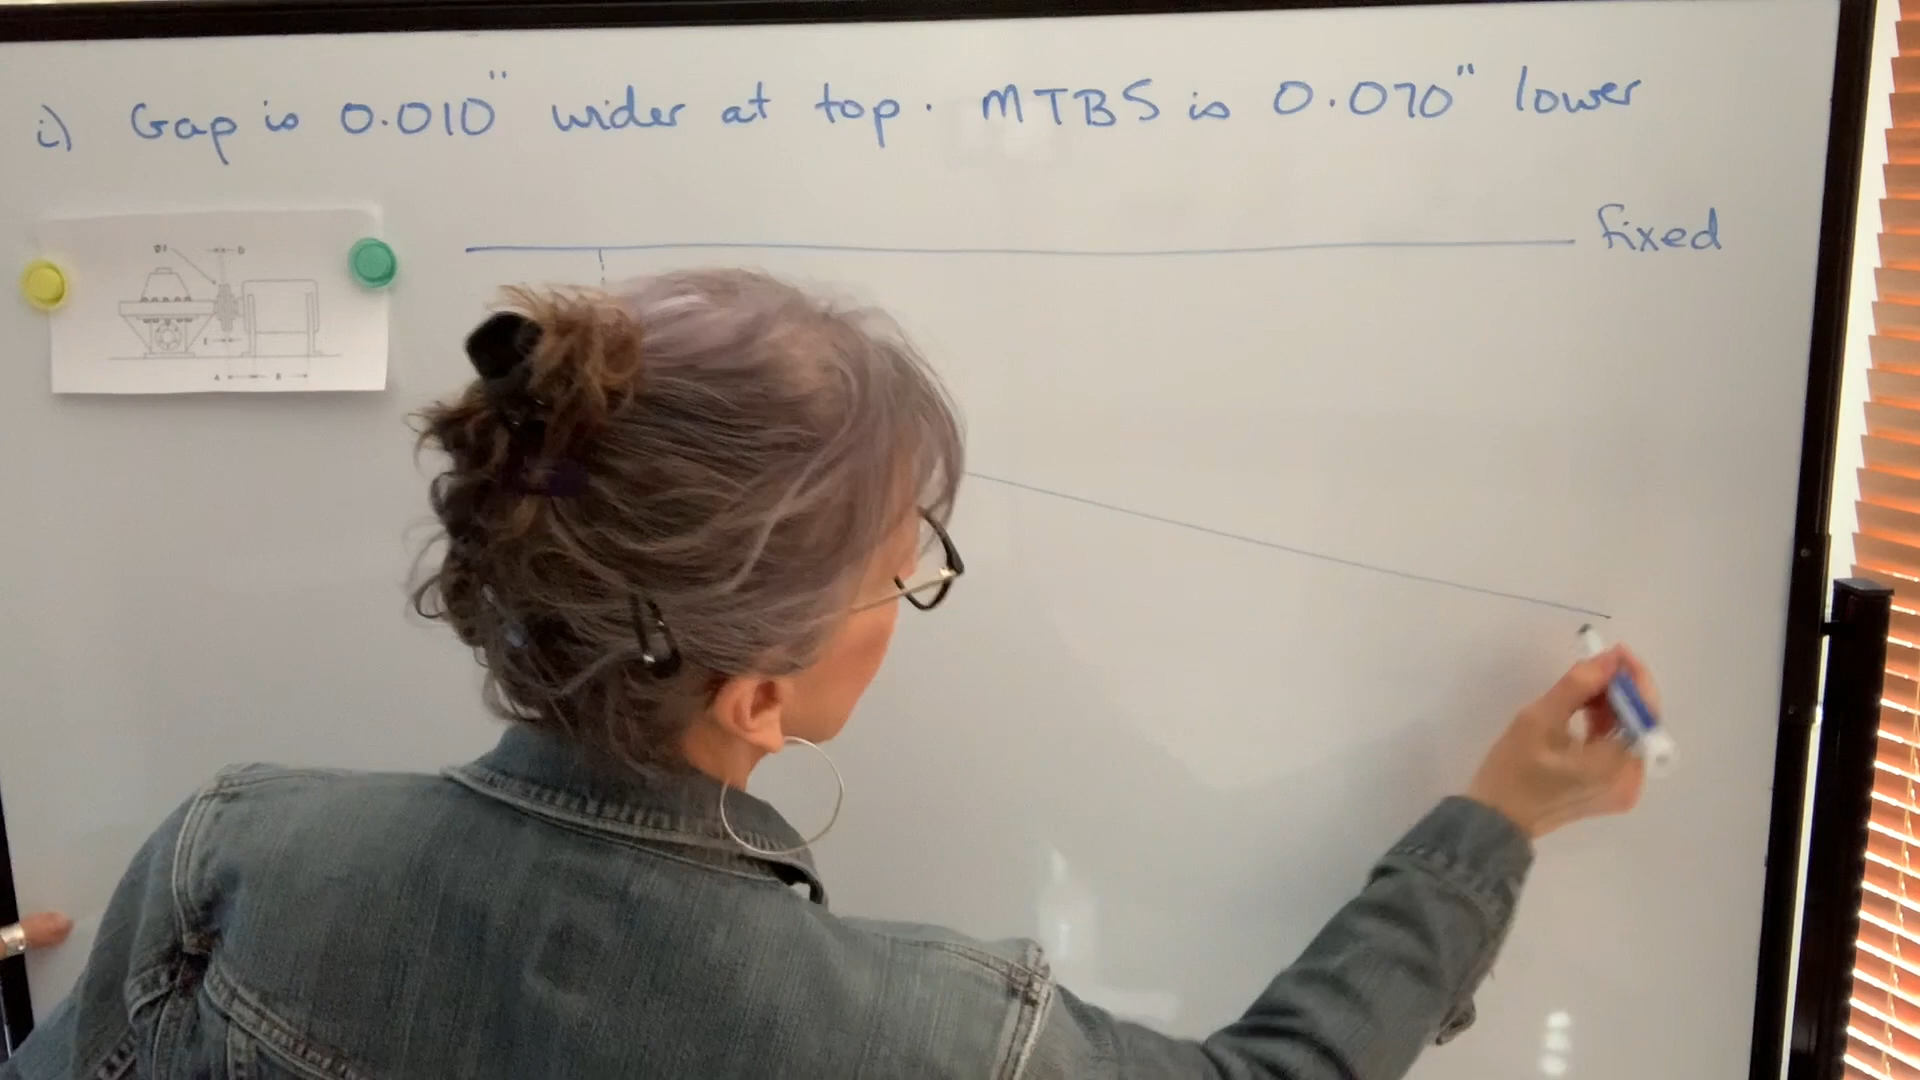 i) Gap is 0.010" wider at top. MTBS is 0.070" lower
fixed
D
E
A B